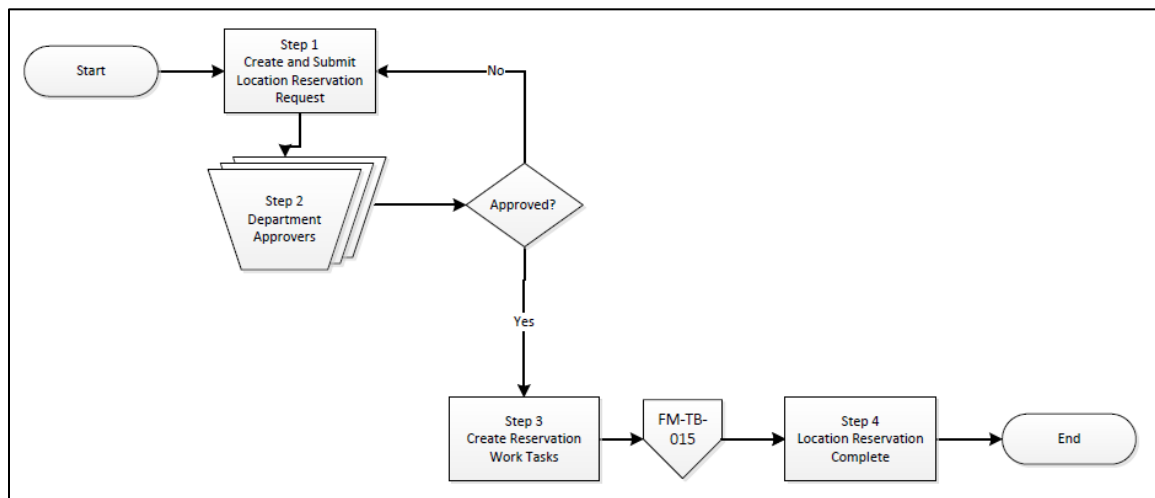 Start
Step 1
Create and Submit
Location Reservation
Request
No
Step 2
Department
Approvers
Approved?
Yes
Step 3
Create Reservation
Work Tasks
FM-TB-
015
Step 4
Location Reservation
Complete
End